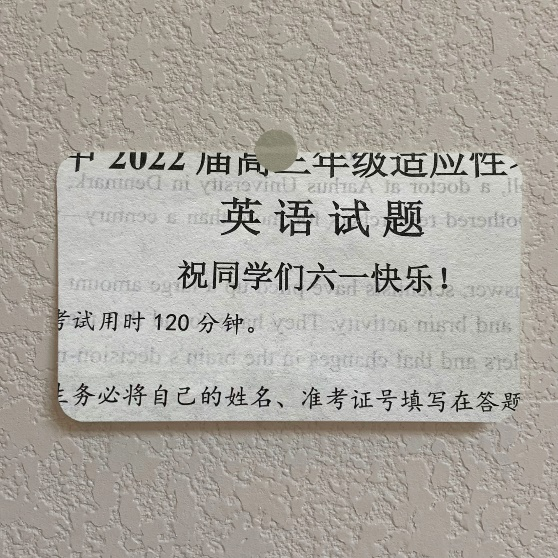 中 2022 届高三年级适应性
英语试题
祝同学们六一快乐！
考试用时 120 分钟。
生务必将自己的姓名、准考证号填写在答题